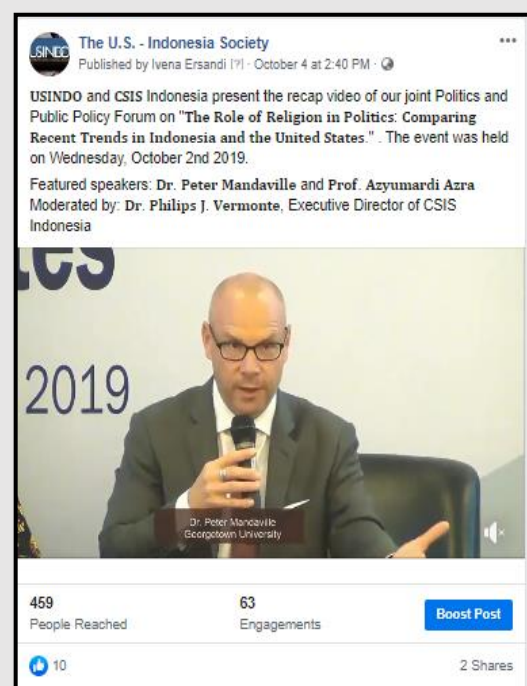 USINDO
The U.S. - Indonesia Society
Published by Ivena Ersandi [?] · October 4 at 2:40 PM ·
USINDO and CSIS Indonesia present the recap video of our joint Politics and
Public Policy Forum on "The Role of Religion in Politics: Comparing
Recent Trends in Indonesia and the United States." . The event was held
on Wednesday, October 2nd 2019.
Featured speakers: Dr. Peter Mandaville and Prof. Azyumardi Azra
Moderated by: Dr. Philips J. Vermonte, Executive Director of CSIS
Indonesia
tes
2019
Dr. Peter Mandaville
Georgetown University
459
People Reached
63
Engagements
Boost Post
10
2 Shares